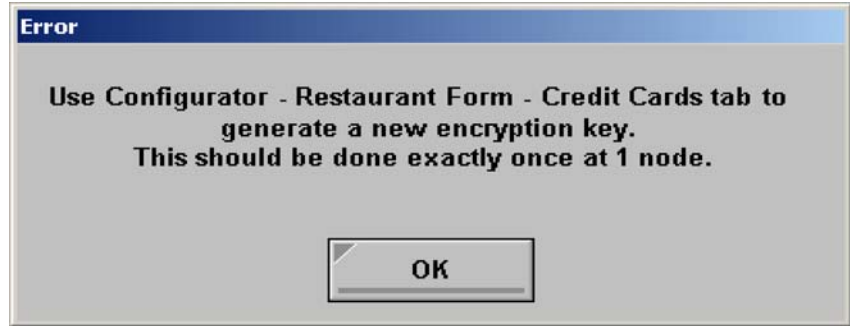 Error
Use Configurator - Restaurant Form - Credit Cards tab to
generate a new encryption key.
This should be done exactly once at 1 node.
OK